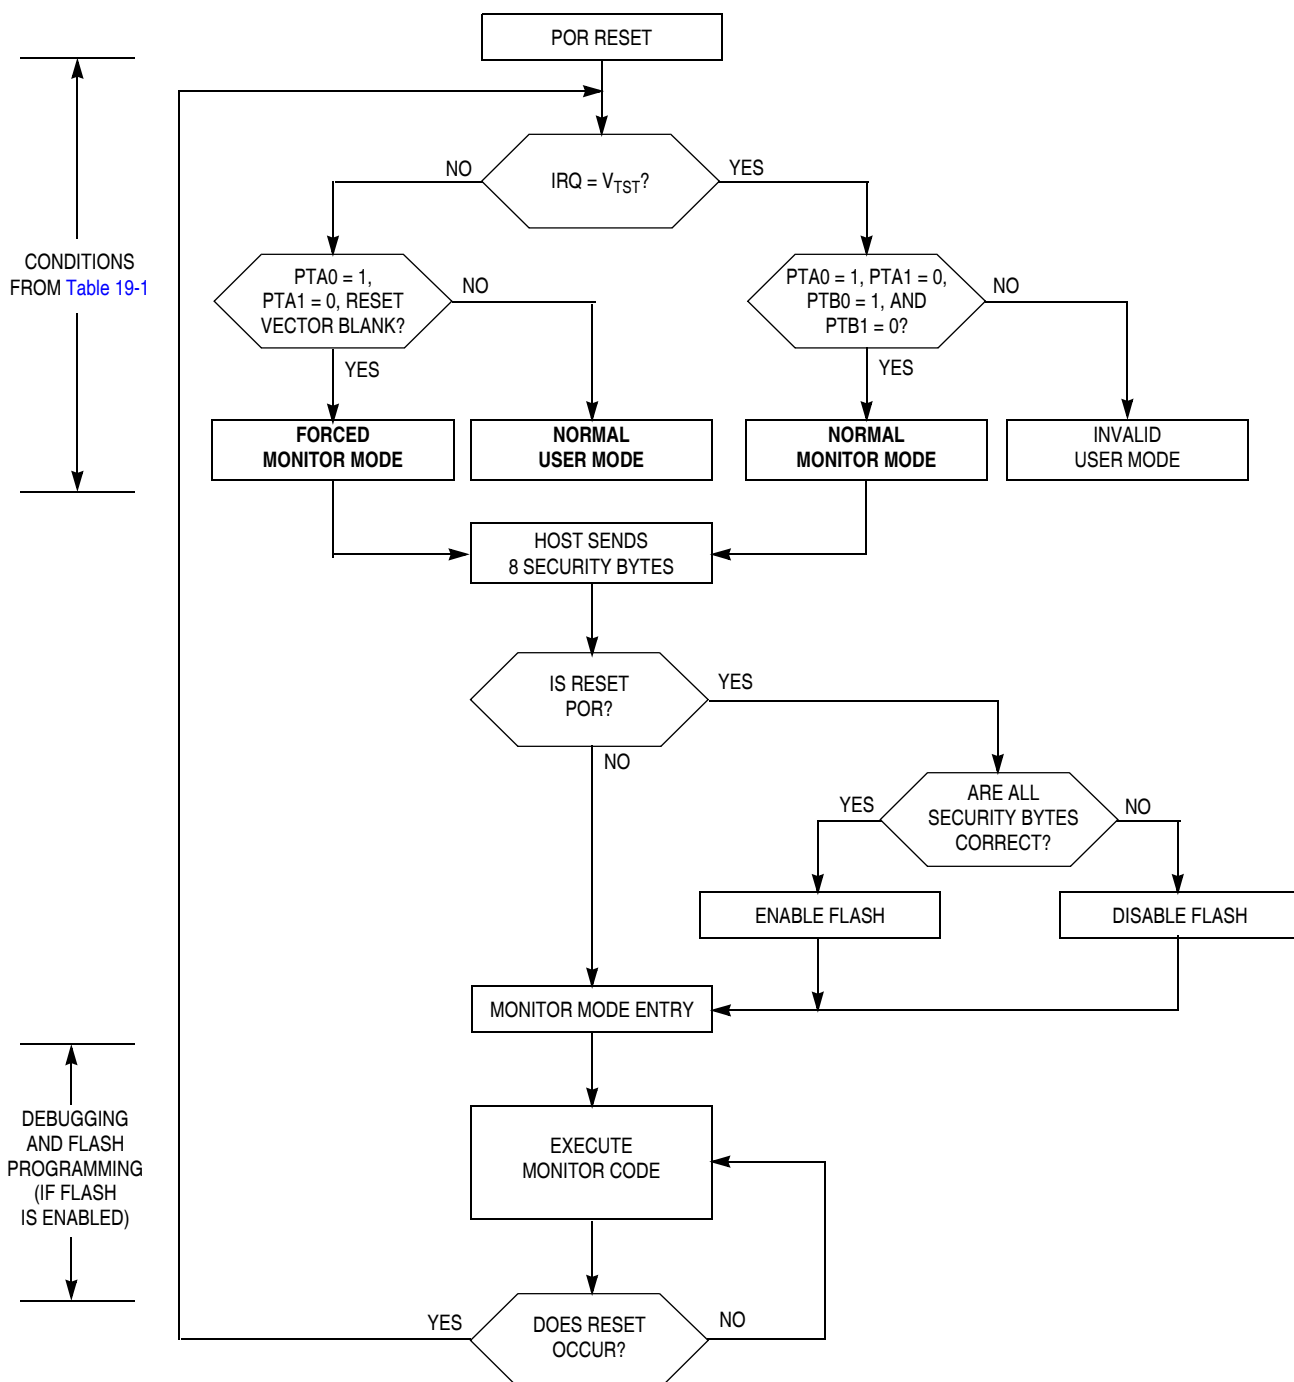 POR RESET
NO
IRQ = VTST?
YES
CONDITIONS
FROM Table 19-1
PTA0 = 1,
PTA1 = 0, RESET
VECTOR BLANK?
NO
YES
PTA0 = 1, PTA1 = 0,
PTB0 = 1, AND
PTB1 = 0?
NO
YES
FORCED
MONITOR MODE
NORMAL
USER MODE
NORMAL
MONITOR MODE
INVALID
USER MODE
HOST SENDS
8 SECURITY BYTES
IS RESET
POR?
YES
NO
YES
ARE ALL
SECURITY BYTES
CORRECT?
NO
ENABLE FLASH
DISABLE FLASH
MONITOR MODE ENTRY
DEBUGGING
AND FLASH
PROGRAMMING
(IF FLASH
IS ENABLED)
EXECUTE
MONITOR CODE
YES
DOES RESET
OCCUR?
NO